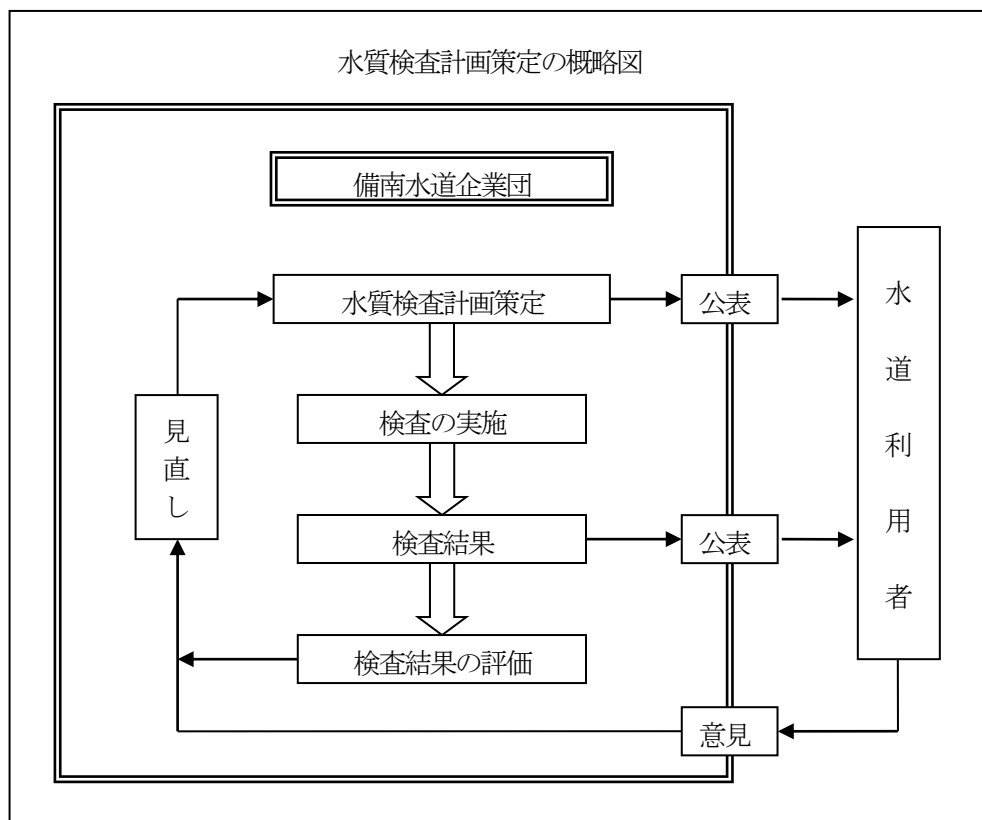 水質検査計画策定の概略図
備南水道企業団
水質検査計画策定
公表
水道利用者
検査の実施
見直し
検査結果
公表
検査結果の評価
意見